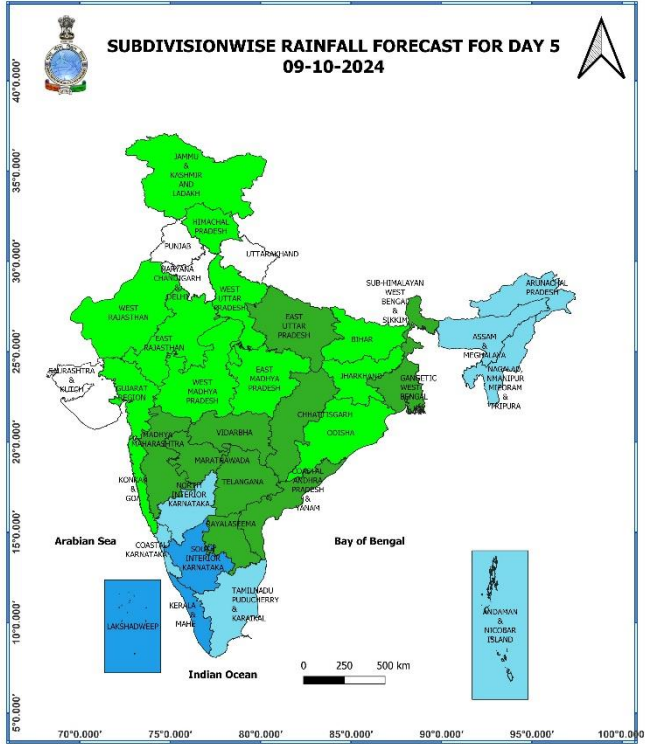 SUBDIVISIONWISE RAINFALL FORECAST FOR DAY 5
09-10-2024
40°0.000'
35°0.000'
30°0.000'
25°0.000'
20°0.000'
15°0.000'
10°0.000'
5°0.000'
JAMMU
&
KASHMIR
AND
LADAKH
HIMACHAL
PRADESH
PUNJAB
UTTARAKHAND
HARYANA
CHANDIGARH
&
DELHI
WEST
UTTAR
PRADESH
WEST
RAJASTHAN
EAST
RAJASTHAN
EAST
UTTAR
PRADESH
SUB-HIMALAYAN
WEST
BENGAL
&
SIKKIM
ARUNACHAL
PRADESH
ASSAM
&
MEGHALAYA
NAGALAD,
MIZORAM
&
TRIPURA
BIHAR
JHARKHAND
GANGETIC
WEST
BENGAL
SAURASHTRA
&
KUTCH
GUJARAT
REGION
WEST
MADHYA
PRADESH
EAST
MADHYA
PRADESH
CHHATTISGARH
ODISHA
VIDARBHA
MADHYA
MAHARASHTRA
MARATHWADA
KONKAN
&
GOA
TELANGANA
COASTAL
ANDHRA
PRADESH
&
YANAM
NORTH
INTERIOR
KARNATAKA
RAYALASEEMA
COASTAL
KARNATAKA
SOUTH
INTERIOR
KARNATAKA
KERALA
&
MAHE
TAMILNADU
PUDUCHERRY
&
KARAIKAL
LAKSHADWEEP
ANDAMAN
&
NICOBAR
ISLAND
Arabian Sea
Bay of Bengal
Indian Ocean
0 250 500 km
70°0.000' 75°0.000' 80°0.000' 85°0.000' 90°0.000' 95°0.000' 100°0.000'